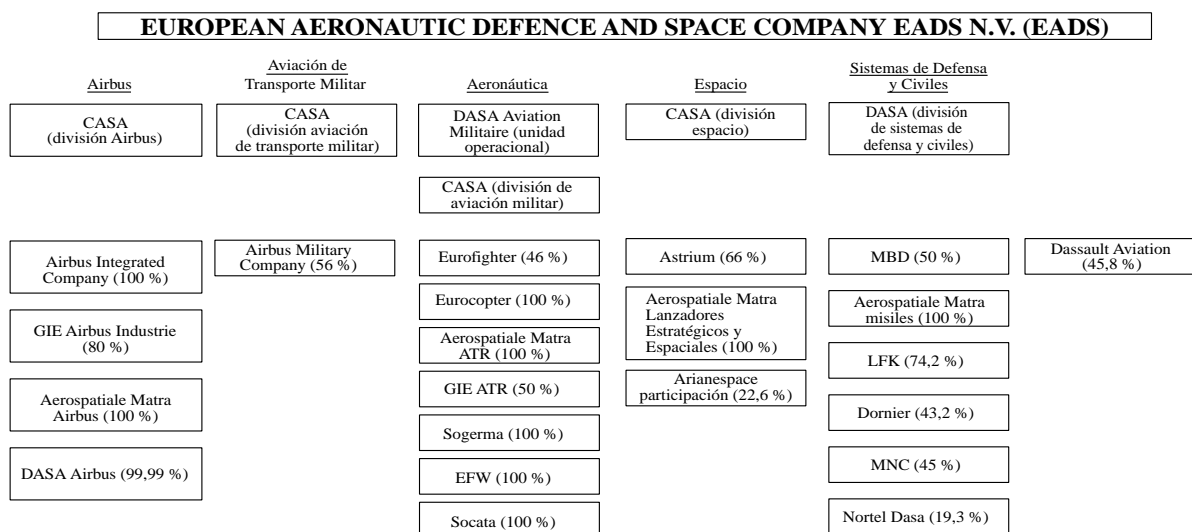 EUROPEAN AERONAUTIC DEFENCE AND SPACE COMPANY EADS N.V. (EADS)
Airbus
CASA
(división Airbus)
Airbus Integrated
Company (100 %)
GIE Airbus Industrie
(80 %)
Aerospatiale Matra
Airbus (100 %)
DASA Airbus (99,99 %)
Aviación de
Transporte Militar
CASA
(división aviación
de transporte militar)
Airbus Military
Company (56 %)
Aeronáutica
DASA Aviation
Militaire (unidad
operacional)
CASA (división de
aviación militar)
Eurofighter (46 %)
Eurocopter (100 %)
Aerospatiale Matra
ATR (100 %)
GIE ATR (50 %)
Sogerma (100 %)
EFW (100 %)
Socata (100 %)
Espacio
CASA (división
espacio)
Astrium (66 %)
Aerospatiale Matra
Lanzadores
Estratégicos y
Espaciales (100 %)
Arianespace
participación (22,6 %)
Sistemas de Defensa
y Civiles
DASA (división
de sistemas de
defensa y civiles)
MBD (50 %)
Aerospatiale Matra
misiles (100 %)
LFK (74,2 %)
Dornier (43,2 %)
MNC (45 %)
Nortel Dasa (19,3 %)
Dassault Aviation
(45,8 %)